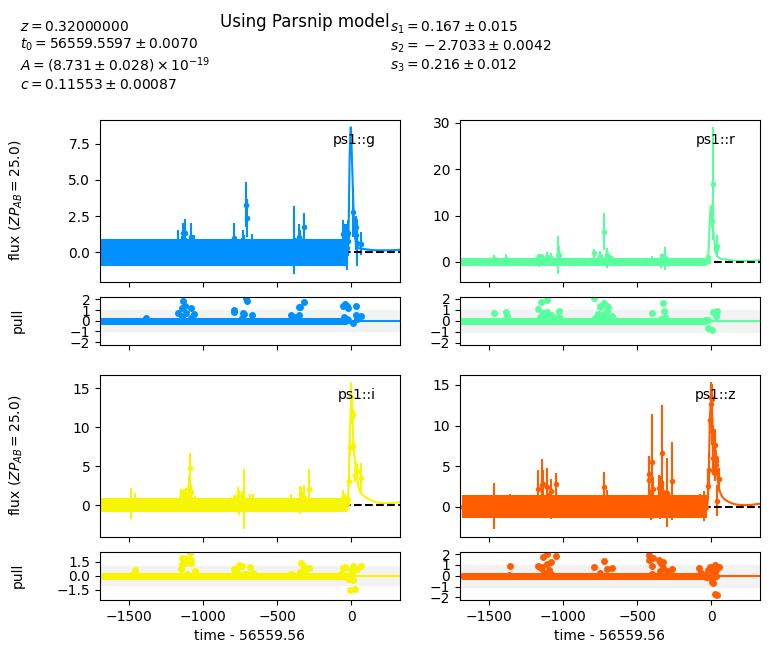 Using Parsnip model
z = 0.32000000
t₀ = 56559.5597 ± 0.0070
A = (8.731 ± 0.028) × 10⁻¹⁹
c = 0.11553 ± 0.00087
s₁ = 0.167 ± 0.015
s₂ = −2.7033 ± 0.0042
s₃ = 0.216 ± 0.012
flux (ZP_AB = 25.0)
7.5
5.0
2.5
0.0
ps1::g
30
20
10
0
ps1::r
pull
2
1
0
−1
−2
2
1
0
−1
−2
flux (ZP_AB = 25.0)
15
10
5
0
ps1::i
15
10
5
0
ps1::z
pull
1.5
0.0
−1.5
2
1
0
−1
−2
−1500 −1000 −500 0
−1500 −1000 −500 0
time - 56559.56
time - 56559.56